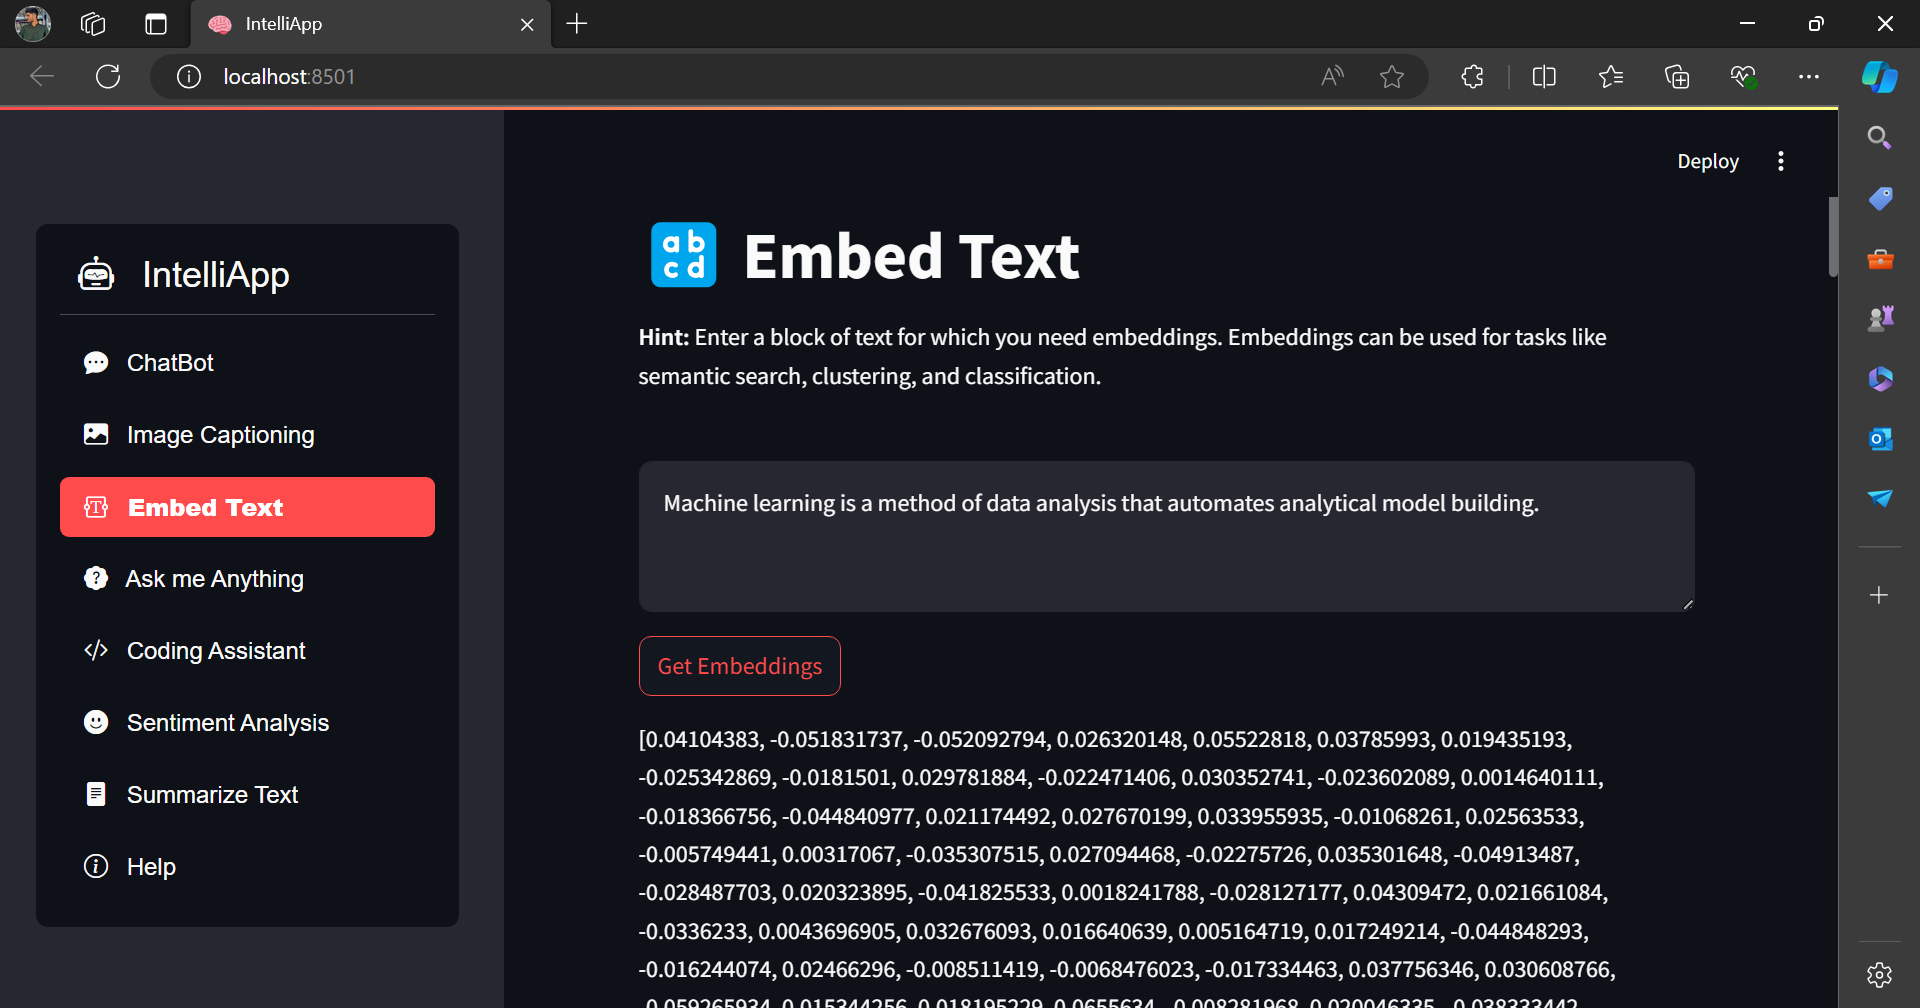 IntelliApp
localhost:8501
Deploy
IntelliApp
ChatBot
Image Captioning
Embed Text
Ask me Anything
Coding Assistant
Sentiment Analysis
Summarize Text
Help
abcd Embed Text
Hint: Enter a block of text for which you need embeddings. Embeddings can be used for tasks like
semantic search, clustering, and classification.
Machine learning is a method of data analysis that automates analytical model building.
Get Embeddings
[0.04104383, -0.051831737, -0.052092794, 0.026320148, 0.05522818, 0.03785993, 0.019435193,
-0.025342869, -0.0181501, 0.029781884, -0.022471406, 0.030352741, -0.023602089, 0.0014640111,
-0.018366756, -0.044840977, 0.021174492, 0.027670199, 0.033955935, -0.01068261, 0.02563533,
-0.005749441, 0.00317067, -0.035307515, 0.027094468, -0.02275726, 0.035301648, -0.04913487,
-0.028487703, 0.020323895, -0.041825533, 0.0018241788, -0.028127177, 0.04309472, 0.021661084,
-0.0336233, 0.0043696905, 0.032676093, 0.016640639, 0.005164719, 0.017249214, -0.044848293,
-0.016244074, 0.02466296, -0.008511419, -0.0068476023, -0.017334463, 0.037756346, 0.030608766,